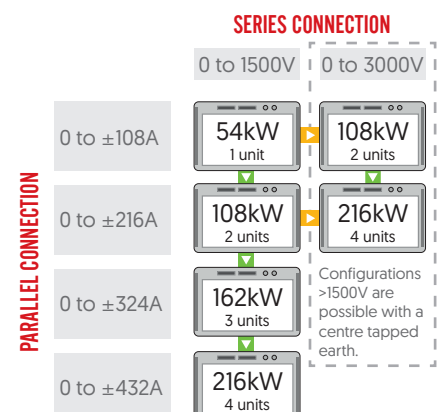 SERIES CONNECTION
0 to 1500V
0 to 3000V
PARALLEL CONNECTION
0 to ±108A
54kW
1 unit
108kW
2 units
0 to ±216A
108kW
2 units
216kW
4 units
0 to ±324A
162kW
3 units
Configurations
>1500V are
possible with a
centre tapped
earth.
0 to ±432A
216kW
4 units